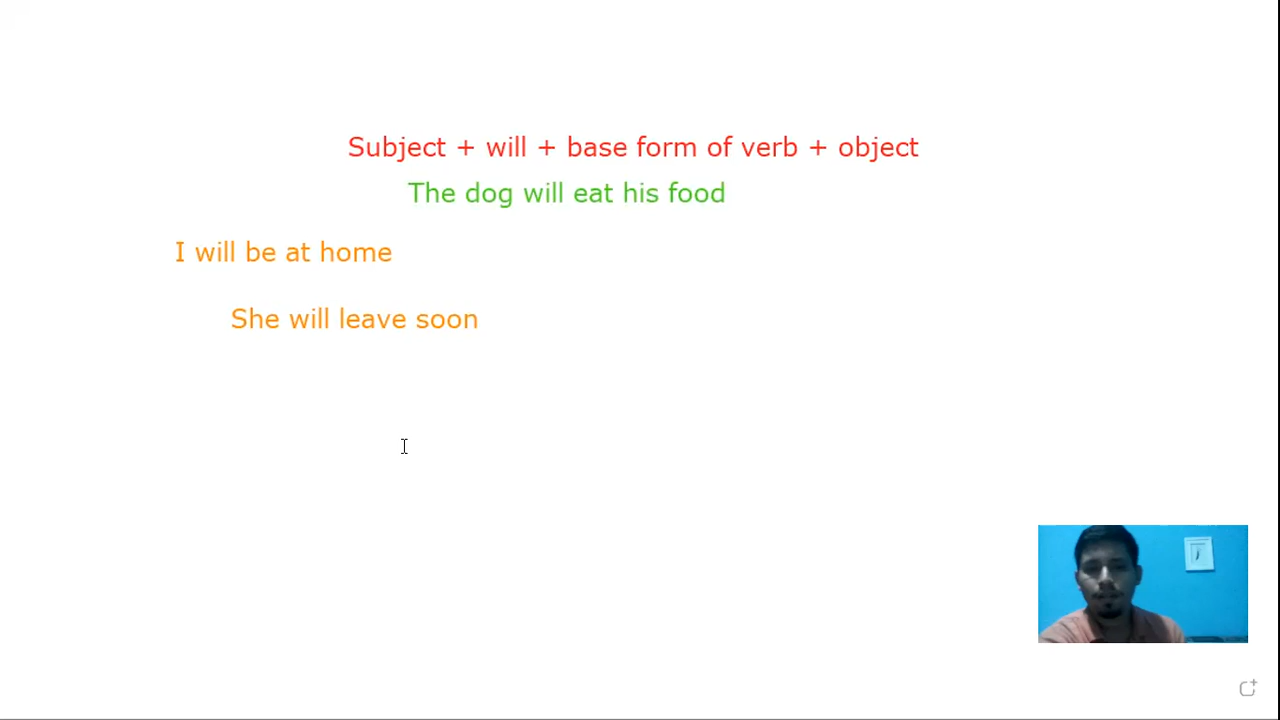 Subject + will + base form of verb + object
The dog will eat his food
I will be at home
She will leave soon